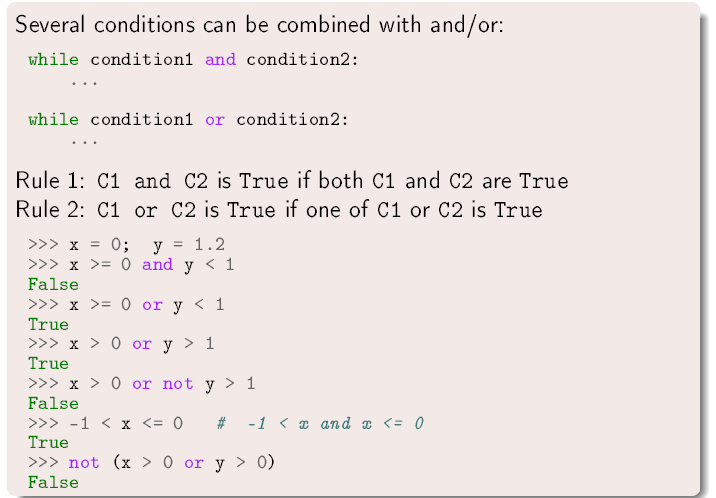 Several conditions can be combined with and/or:
while condition1 and condition2:
    ...
while condition1 or condition2:
    ...
Rule 1: C1 and C2 is True if both C1 and C2 are True
Rule 2: C1 or C2 is True if one of C1 or C2 is True
>>> x = 0;  y = 1.2
>>> x >= 0 and y < 1
False
>>> x >= 0 or y < 1
True
>>> x > 0 or y > 1
True
>>> x > 0 or not y > 1
False
>>> -1 < x <= 0   #  -1 < x and x <= 0
True
>>> not (x > 0 or y > 0)
False